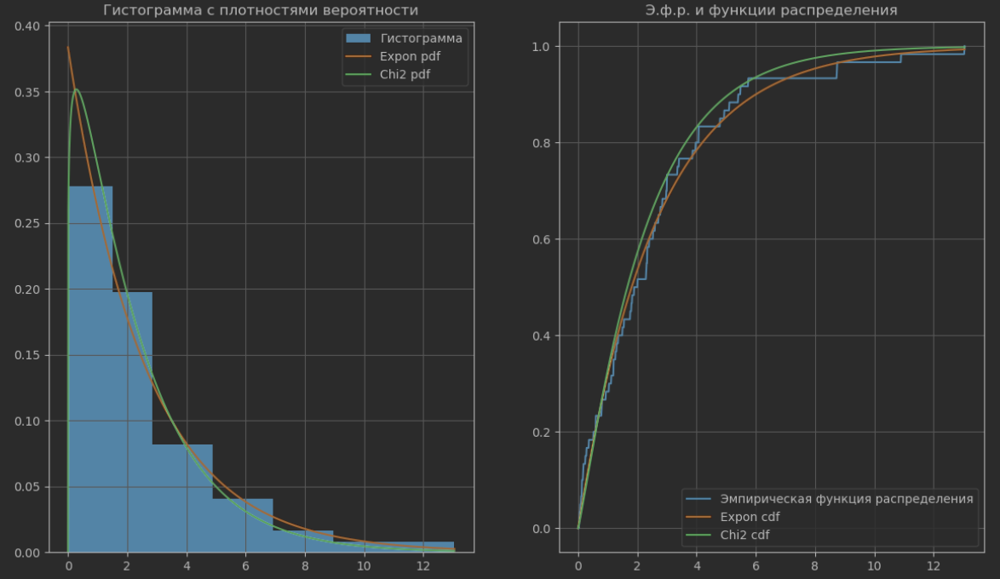 Гистограмма с плотностями вероятности
0.40
0.35
0.30
0.25
0.20
0.15
0.10
0.05
0.00
0 2 4 6 8 10 12
Гистограмма
Expon pdf
Chi2 pdf
Э.ф.р. и функции распределения
1.0
0.8
0.6
0.4
0.2
0.0
0 2 4 6 8 10 12
Эмпирическая функция распределения
Expon cdf
Chi2 cdf